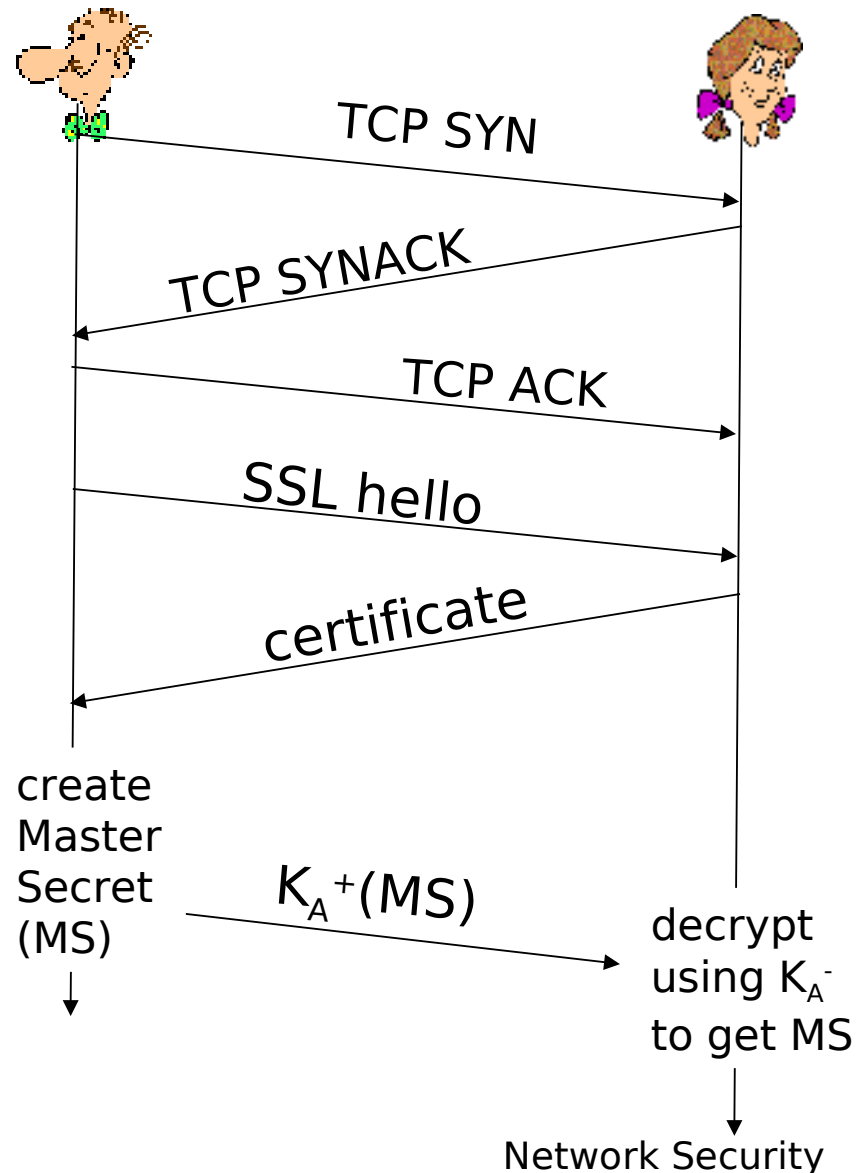 TCP SYN
TCP SYNACK
TCP ACK
SSL hello
certificate
create
Master
Secret
(MS)
K_A^+(MS)
decrypt
using K_A^-
to get MS
Network Security